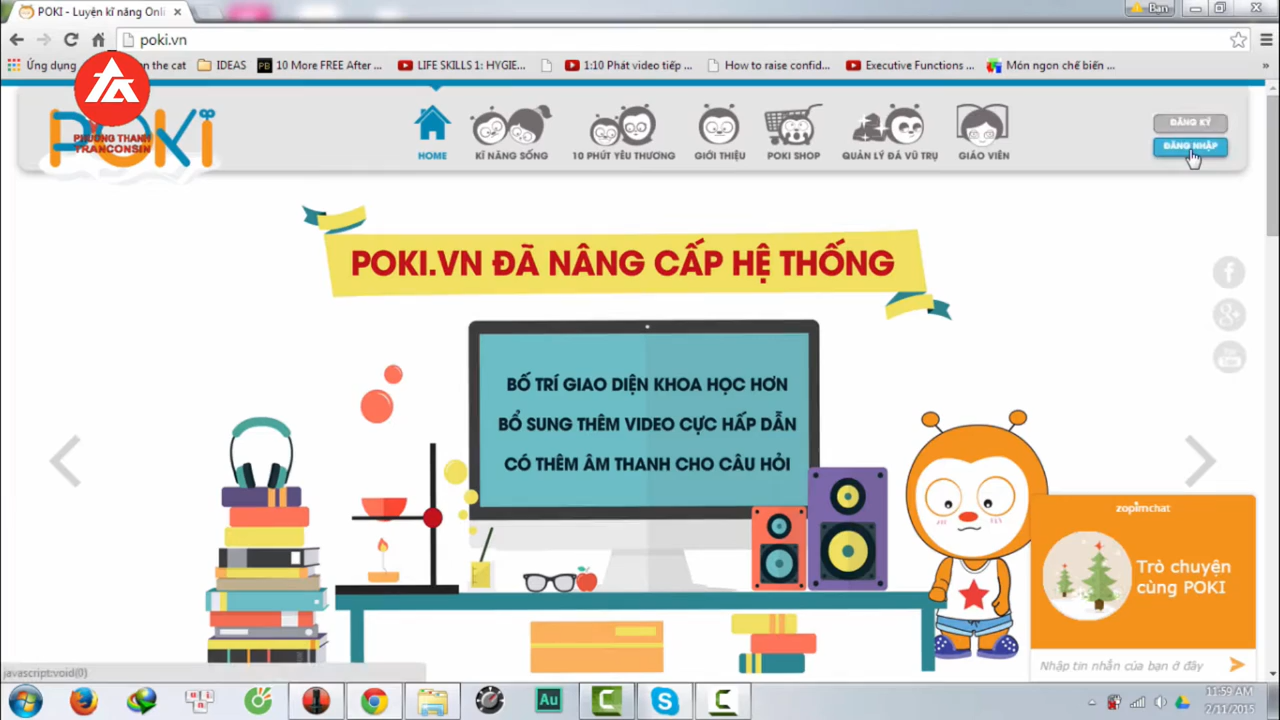 POKI - Luyện kĩ năng Onli
Bạn
poki.vn
Ứng dụng
n the cat
IDEAS
10 More FREE After ...
LIFE SKILLS 1: HYGIE...
1:10 Phát video tiếp ...
How to raise confid...
Executive Functions ...
Món ngon chế biến ...
»
POKI
PHƯƠNG THANH
TRANCONSIN
HOME
KĨ NĂNG SỐNG
10 PHÚT YÊU THƯƠNG
GIỚI THIỆU
POKI SHOP
QUẢN LÝ ĐẢ VŨ TRỤ
GIÁO VIÊN
ĐĂNG KÝ
ĐĂNG NHẬP
POKI.VN ĐÃ NÂNG CẤP HỆ THỐNG
BỐ TRÍ GIAO DIỆN KHOA HỌC HƠN
BỔ SUNG THÊM VIDEO CỰC HẤP DẪN
CÓ THÊM ÂM THANH CHO CÂU HỎI
zopimchat
Trò chuyện
cùng POKI
Nhập tin nhắn của bạn ở đây
javascript:void(0)
Au
11:59 AM
2/11/2015